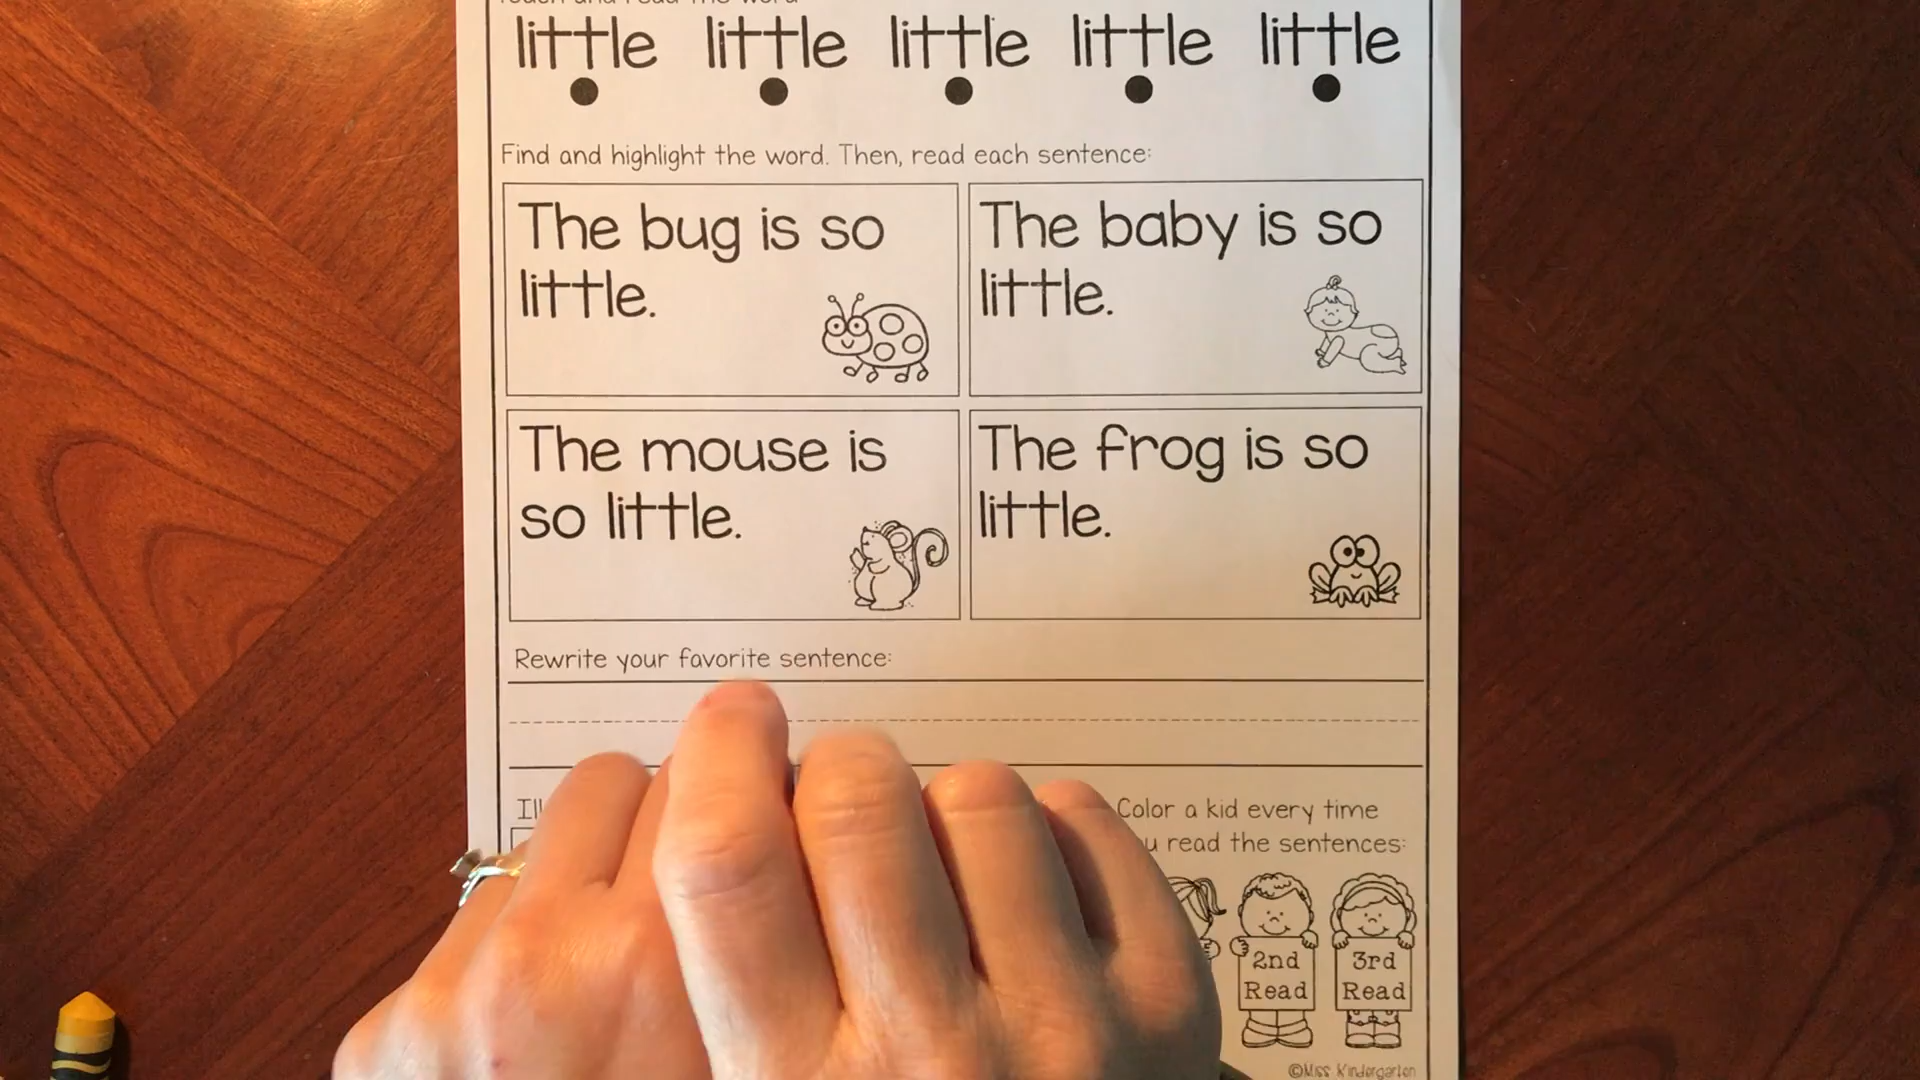 little little little little little
Find and highlight the word. Then, read each sentence:
The bug is so
little.
The baby is so
little.
The mouse is
so little.
The frog is so
little.
Rewrite your favorite sentence:
Color a kid every time
read the sentences:
2nd
Read
3rd
Read
©Miss Kindergarten